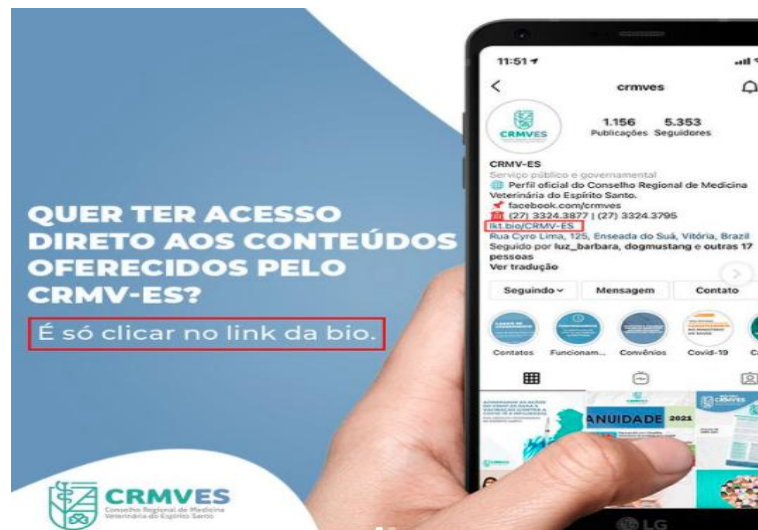 QUER TER ACESSO
DIRETO AOS CONTEÚDOS
OFERECIDOS PELO
CRMV-ES?
É só clicar no link da bio.
CRMVES
Conselho Regional de Medicina
Veterinária do Espírito Santo
11:51
crmves
CRMVES
1.156 5.353
Publicações Seguidores
CRMV-ES
Serviço público e governamental
Perfil oficial do Conselho Regional de Medicina
Veterinária do Espírito Santo.
facebook.com/crmves
(27) 3324.3877 | (27) 3324.3795
lkt.bio/CRMV-ES
Rua Cyro Lima, 125, Enseada do Suá, Vitória, Brazil
Seguido por luz_barbara, dogmustang e outras 17
pessoas
Ver tradução
Seguindo Mensagem Contato
Contatos Funcionam... Convênios Covid-19
ANUIDADE 2021
LG